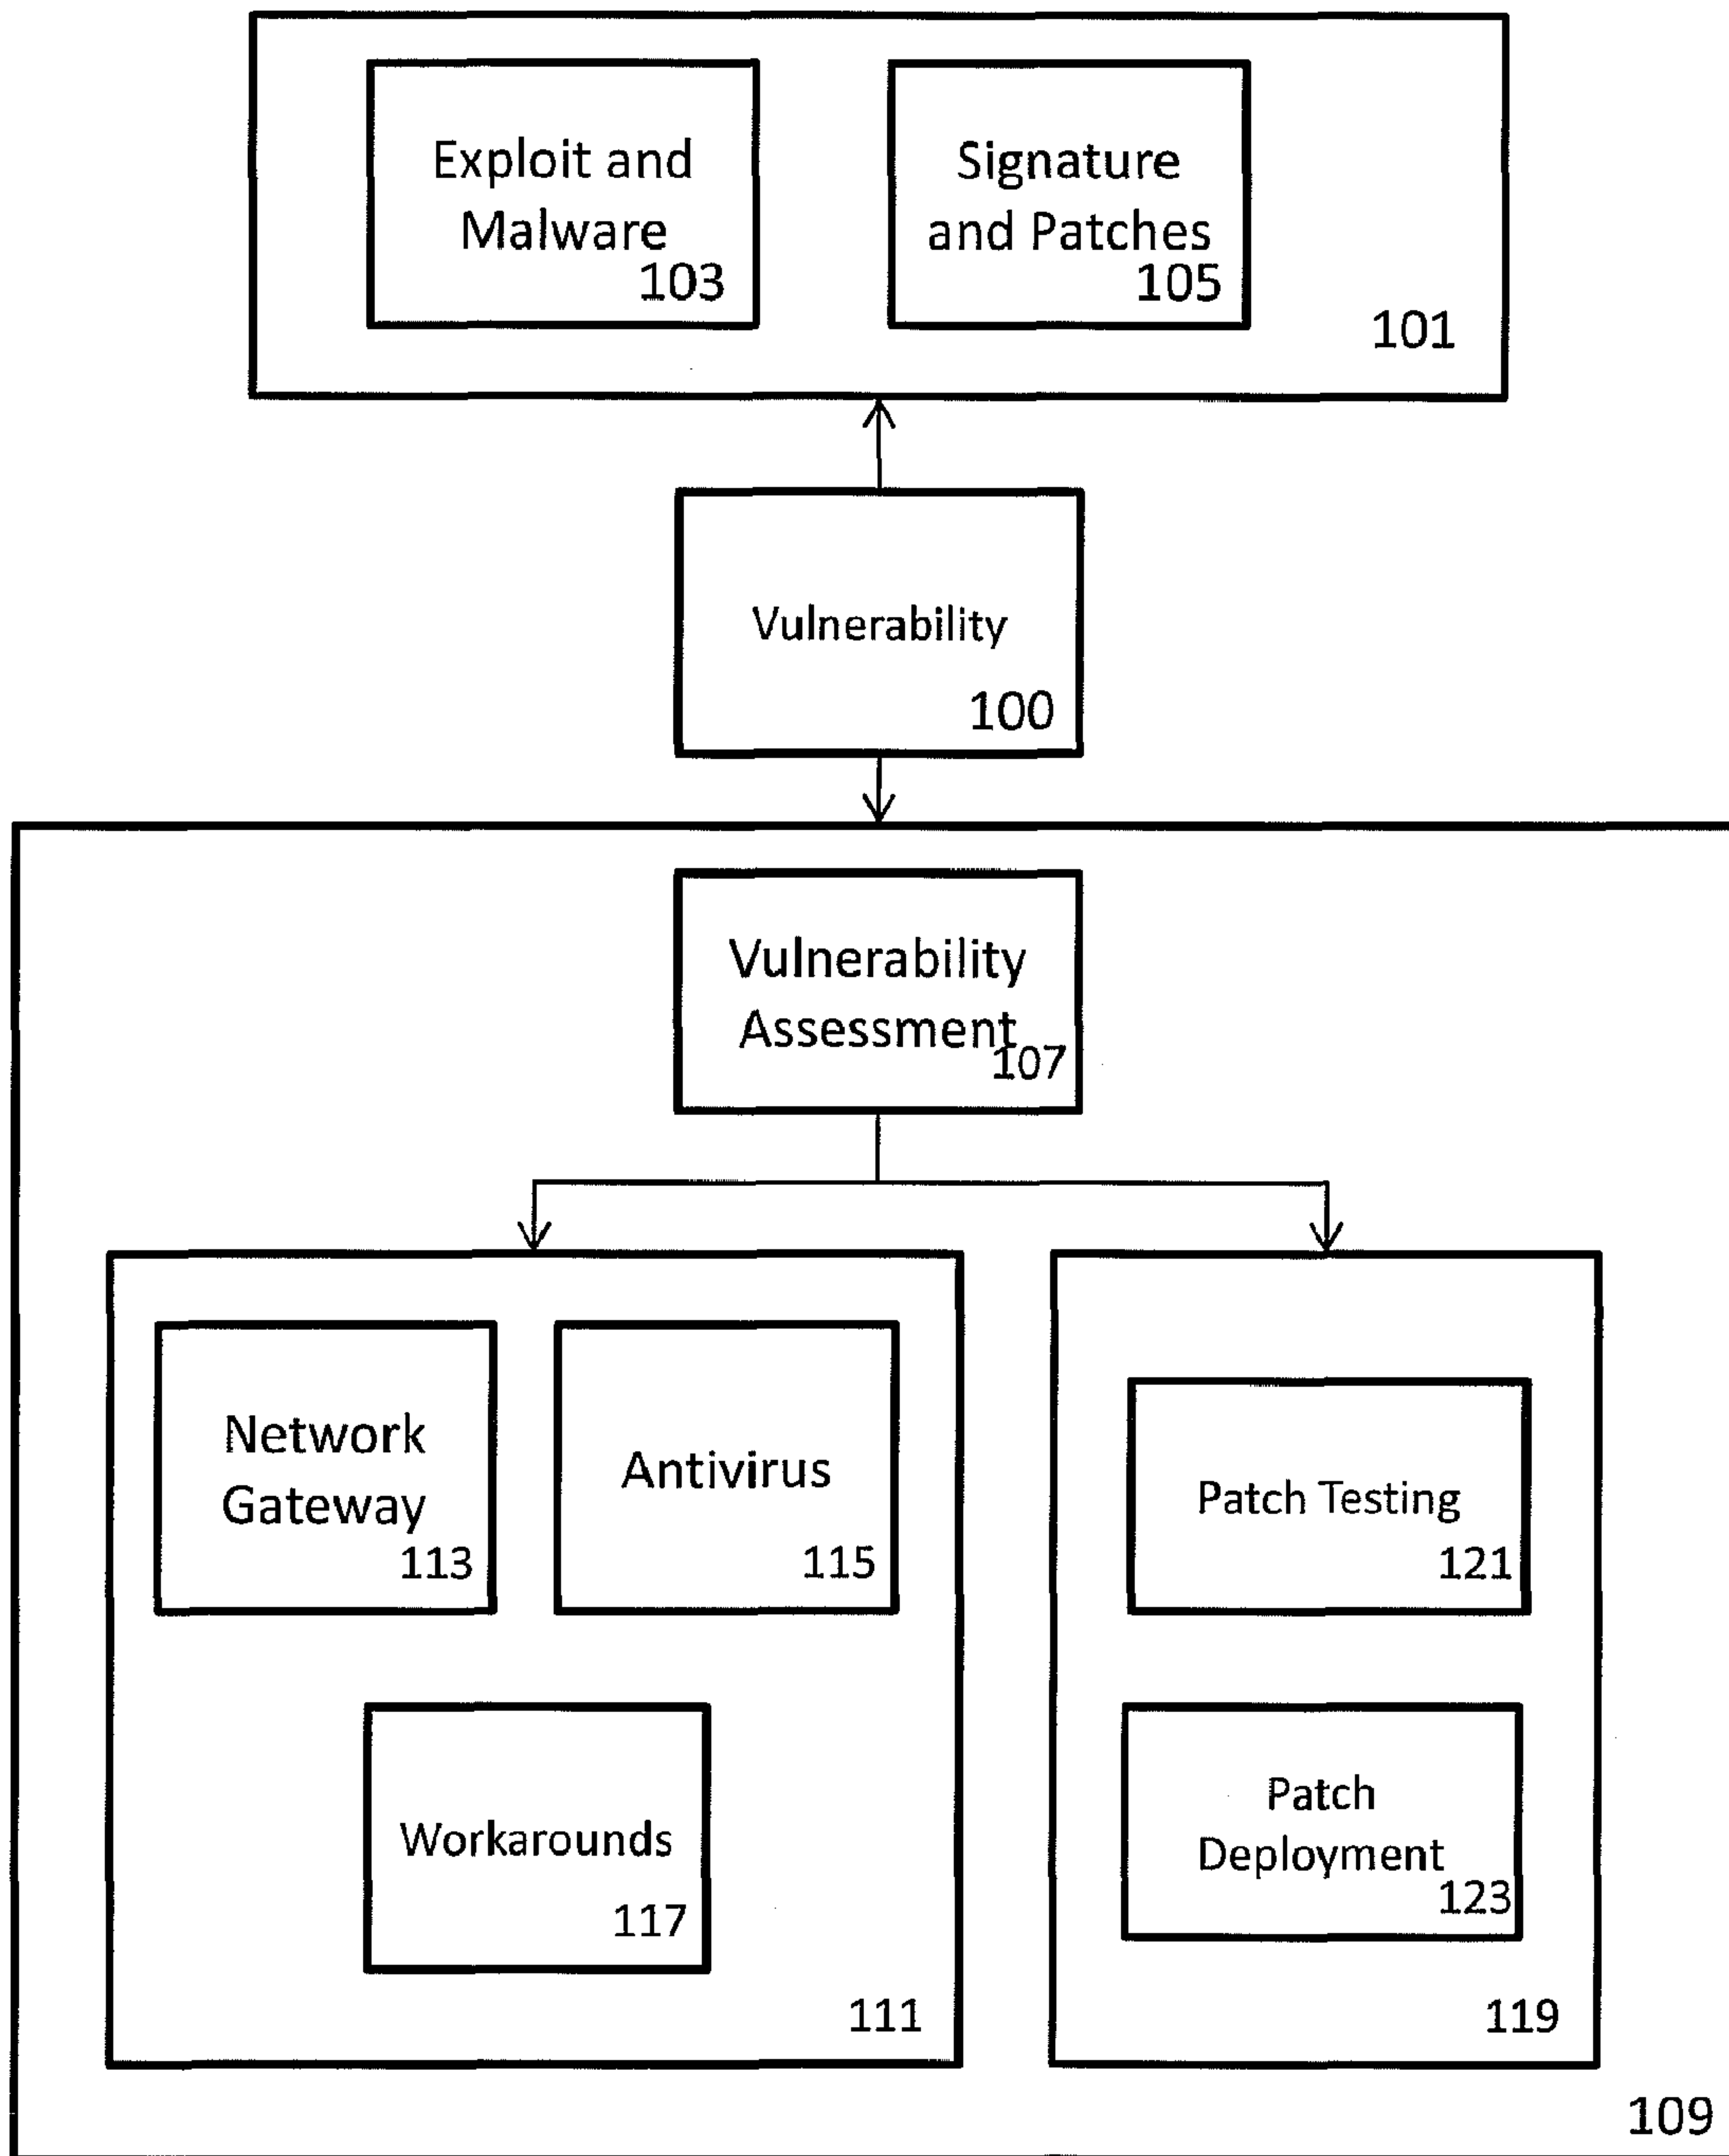 Exploit and
Malware
103
Signature
and Patches
105
101
Vulnerability
100
Vulnerability
Assessment
107
Network
Gateway
113
Antivirus
115
Workarounds
117
111
Patch Testing
121
Patch
Deployment
123
119
109